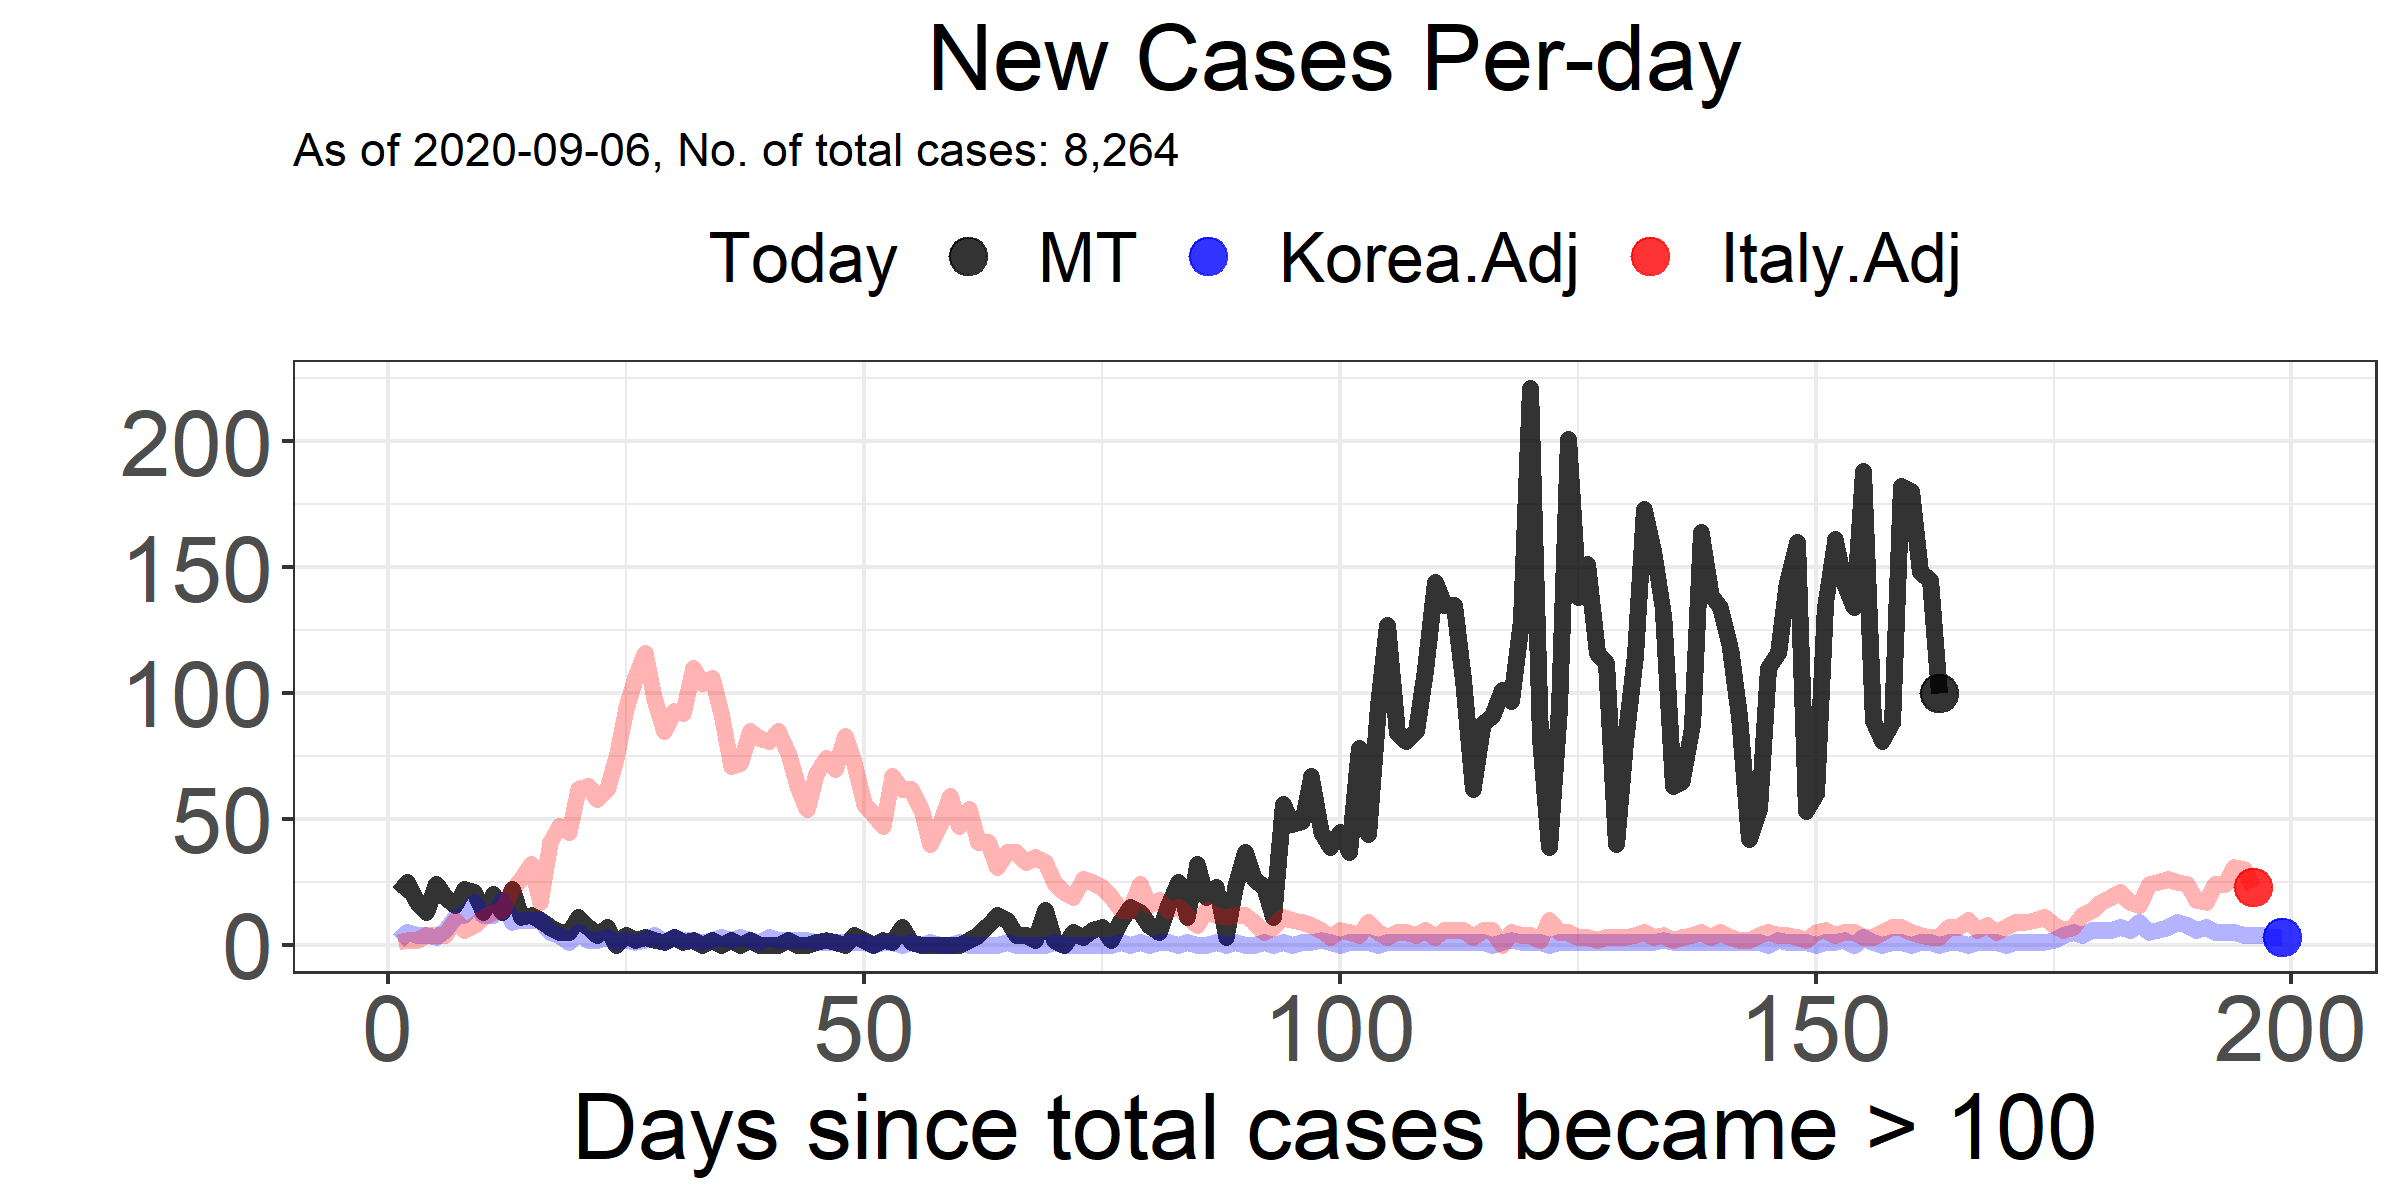 New Cases Per-day
As of 2020-09-06, No. of total cases: 8,264
Today MT Korea.Adj Italy.Adj
200
150
100
50
0
0 50 100 150 200
Days since total cases became > 100